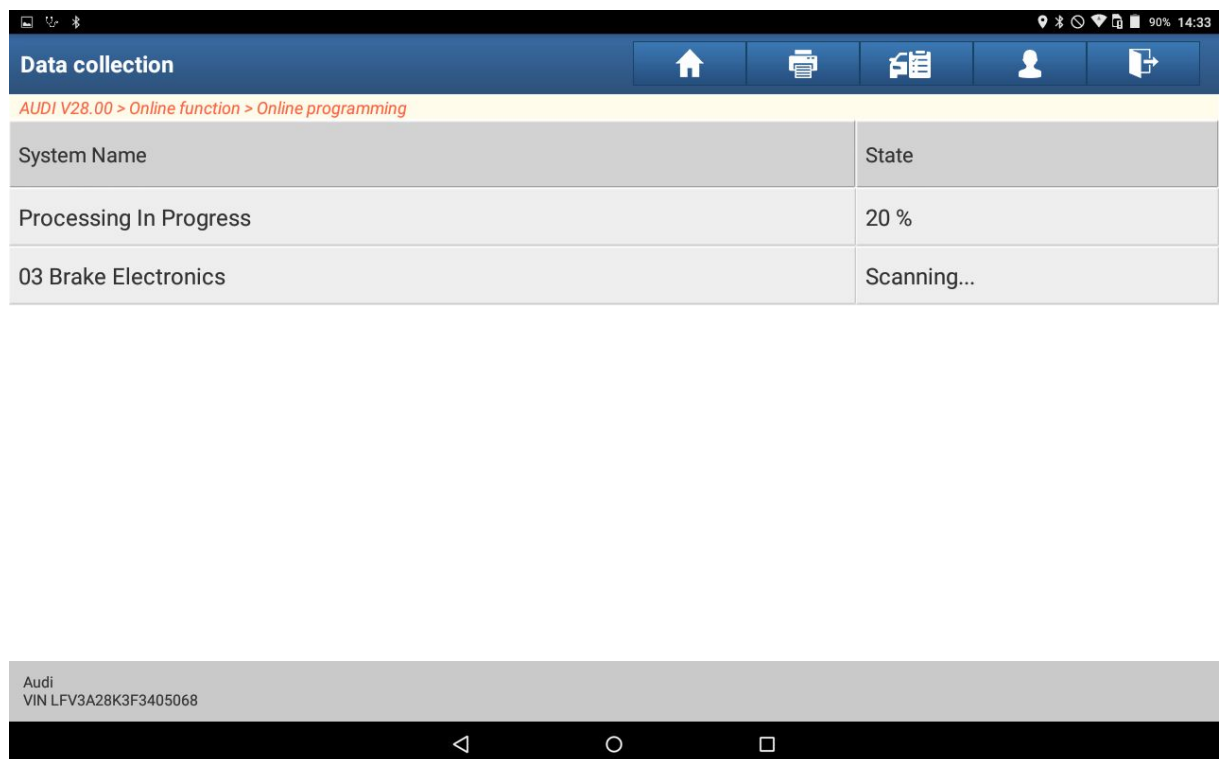 90% 14:33
Data collection
AUDI V28.00 > Online function > Online programming
System Name State
Processing In Progress 20 %
03 Brake Electronics Scanning...
Audi
VIN LFV3A28K3F3405068